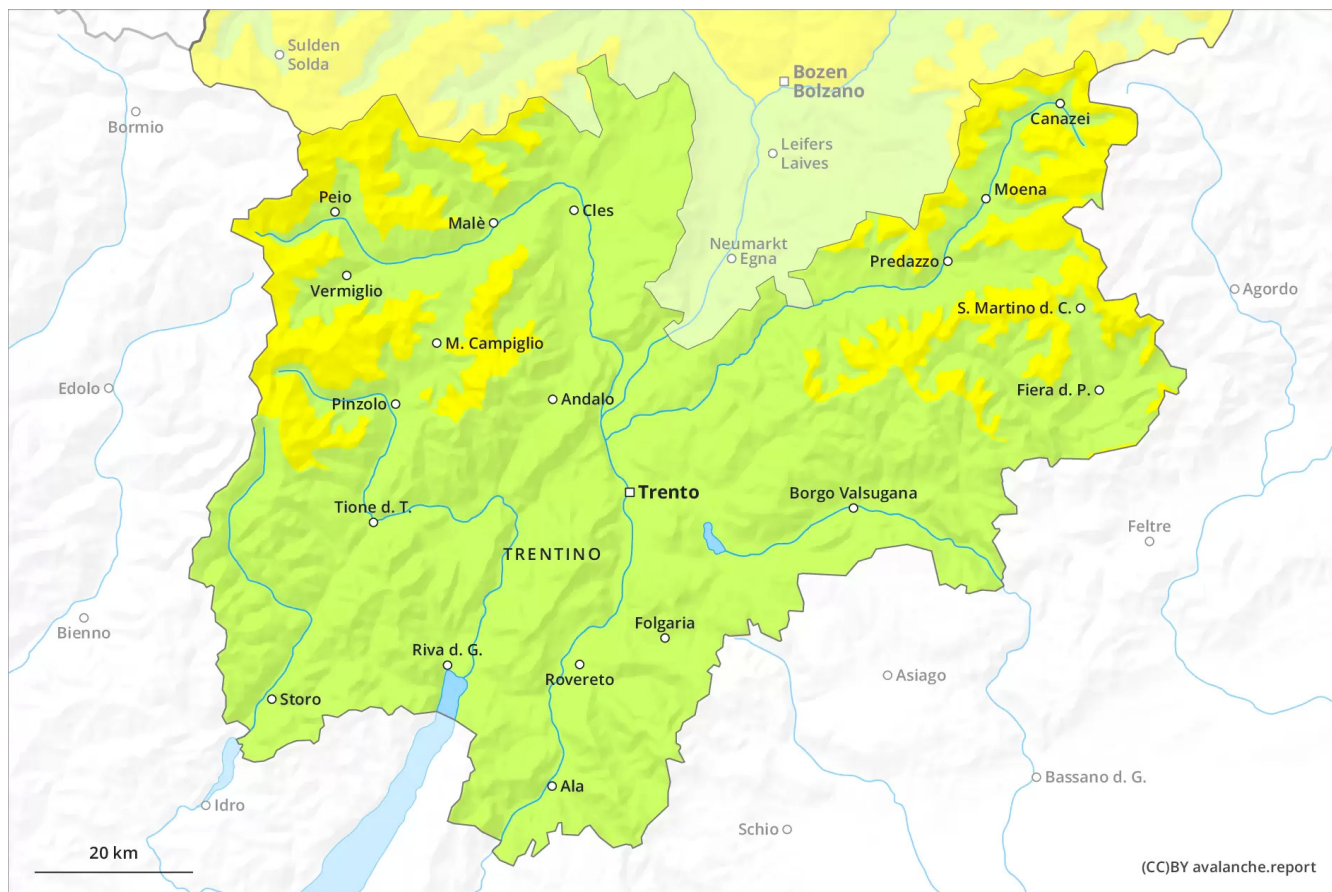 Sulden
Solda
Bozen
Bolzano
Bormio
Canazei
Leifers
Laives
Peio
Moena
Malè
Cles
Neumarkt
Egna
Predazzo
Vermiglio
Agordo
S. Martino d. C.
M. Campiglio
Edolo
Andalo
Fiera d. P.
Pinzolo
Trento
Borgo Valsugana
Tione d. T.
Feltre
TRENTINO
Bienno
Folgaria
Riva d. G.
Rovereto
Asiago
Storo
Bassano d. G.
Ala
Idro
Schio
20 km
(CC)BY avalanche.report